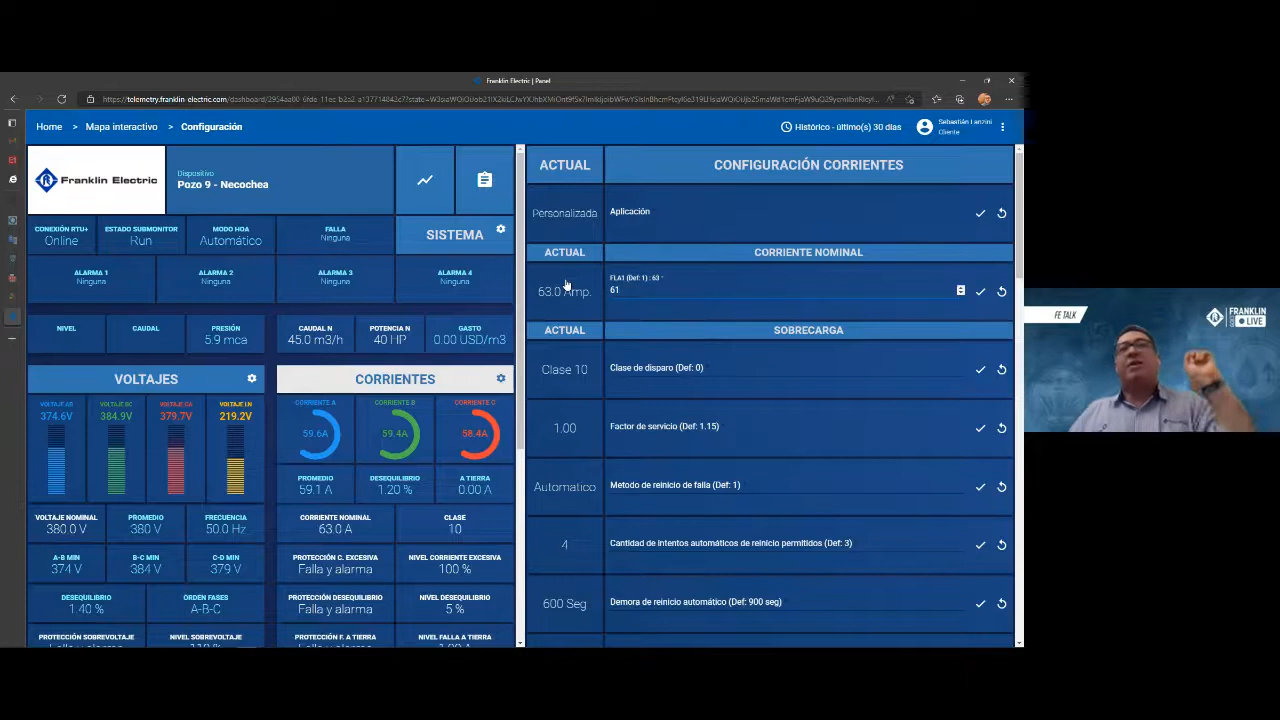 Franklin Electric | Panel
Home > Mapa interactivo > Configuración
Histórico - último(s) 30 dias
Sebastián Lanzini
Cliente
Franklin Electric
Dispositivo
Pozo 9 - Necochea
CONEXIÓN RTU+
Online
ESTADO SUBMONITOR
Run
MODO HOA
Automático
FALLA
Ninguna
SISTEMA
ALARMA 1
Ninguna
ALARMA 2
Ninguna
ALARMA 3
Ninguna
ALARMA 4
Ninguna
NIVEL
CAUDAL
PRESIÓN
5.9 mca
CAUDAL N
45.0 m3/h
POTENCIA N
40 HP
GASTO
0.00 USD/m3
VOLTAJES
VOLTAJE AB
374.6V
VOLTAJE BC
384.9V
VOLTAJE CA
379.7V
VOLTAJE LN
219.2V
VOLTAJE NOMINAL
380.0 V
PROMEDIO
380 V
FRECUENCIA
50.0 Hz
A-B MIN
374 V
B-C MIN
384 V
C-D MIN
379 V
DESEQUILIBRIO
1.40 %
ORDEN FASES
A-B-C
PROTECCIÓN SOBREVOLTAJE
NIVEL SOBREVOLTAJE
CORRIENTES
CORRIENTE A
59.6A
CORRIENTE B
59.4A
CORRIENTE C
58.4A
PROMEDIO
59.1 A
DESEQUILIBRIO
1.20 %
A TIERRA
0.00 A
CORRIENTE NOMINAL
63.0 A
CLASE
10
PROTECCIÓN C. EXCESIVA
Falla y alarma
NIVEL CORRIENTE EXCESIVA
100 %
PROTECCIÓN DESEQUILIBRIO
Falla y alarma
NIVEL DESEQUILIBRIO
5 %
PROTECCIÓN F. A TIERRA
NIVEL FALLA A TIERRA
ACTUAL
CONFIGURACIÓN CORRIENTES
Personalizada
Aplicación
ACTUAL
CORRIENTE NOMINAL
63.0 Amp.
FLA1 (Def: 1) : 63
61
ACTUAL
SOBRECARGA
Clase 10
Clase de disparo (Def: 0)
1.00
Factor de servicio (Def: 1.15)
Automatico
Metodo de reinicio de falla (Def: 1)
4
Cantidad de intentos automáticos de reinicio permitidos (Def: 3)
600 Seg
Demora de reinicio automático (Def: 900 seg)
FE TALK
FRANKLIN
LIVE